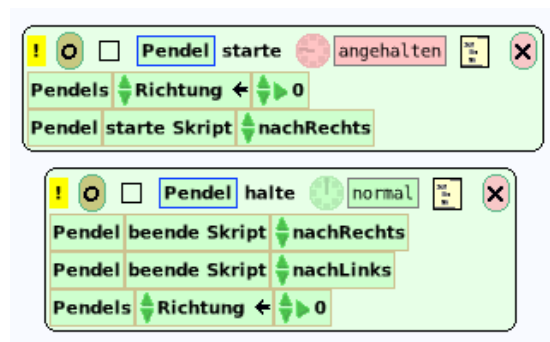 ! Pendel starte angehalten
Pendels Richtung ← 0
Pendel starte Skript nachRechts
! Pendel halte normal
Pendel beende Skript nachRechts
Pendel beende Skript nachLinks
Pendels Richtung ← 0